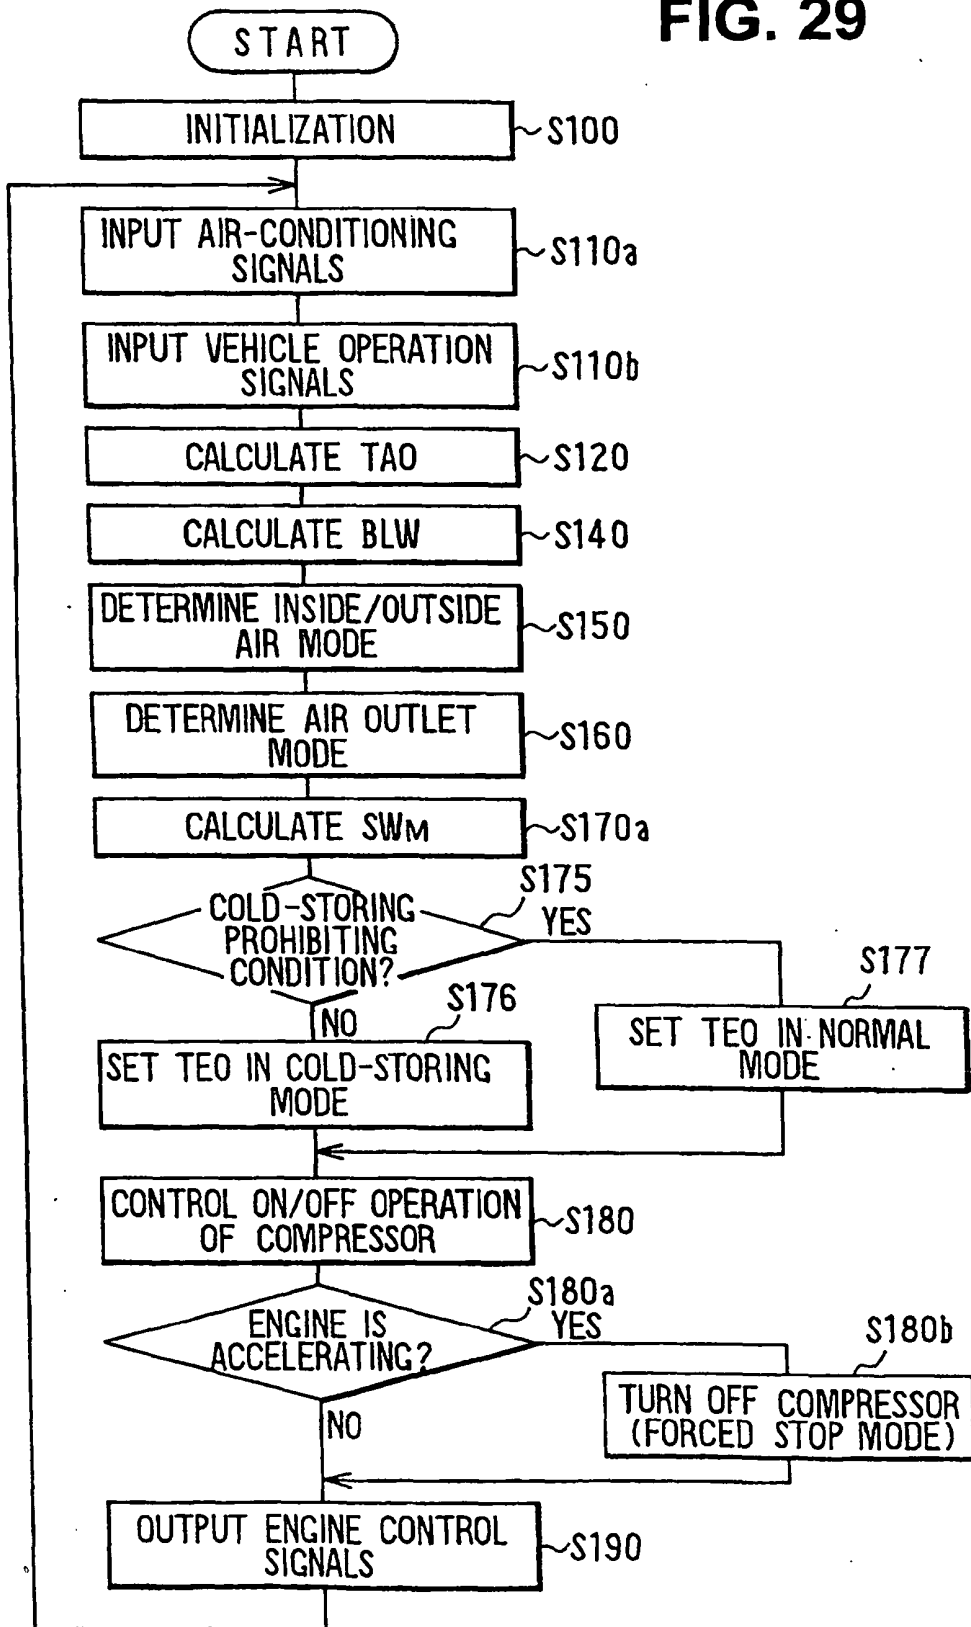 FIG. 29
START
INITIALIZATION
S100
INPUT AIR-CONDITIONING
SIGNALS
S110a
INPUT VEHICLE OPERATION
SIGNALS
S110b
CALCULATE TAO
S120
CALCULATE BLW
S140
DETERMINE INSIDE/OUTSIDE
AIR MODE
S150
DETERMINE AIR OUTLET
MODE
S160
CALCULATE SWM
S170a
S175
COLD-STORING
PROHIBITING
CONDITION?
YES
NO
S176
S177
SET TEO IN COLD-STORING
MODE
SET TEO IN NORMAL
MODE
CONTROL ON/OFF OPERATION
OF COMPRESSOR
S180
S180a
ENGINE IS
ACCELERATING?
YES
NO
S180b
TURN OFF COMPRESSOR
(FORCED STOP MODE)
OUTPUT ENGINE CONTROL
SIGNALS
S190